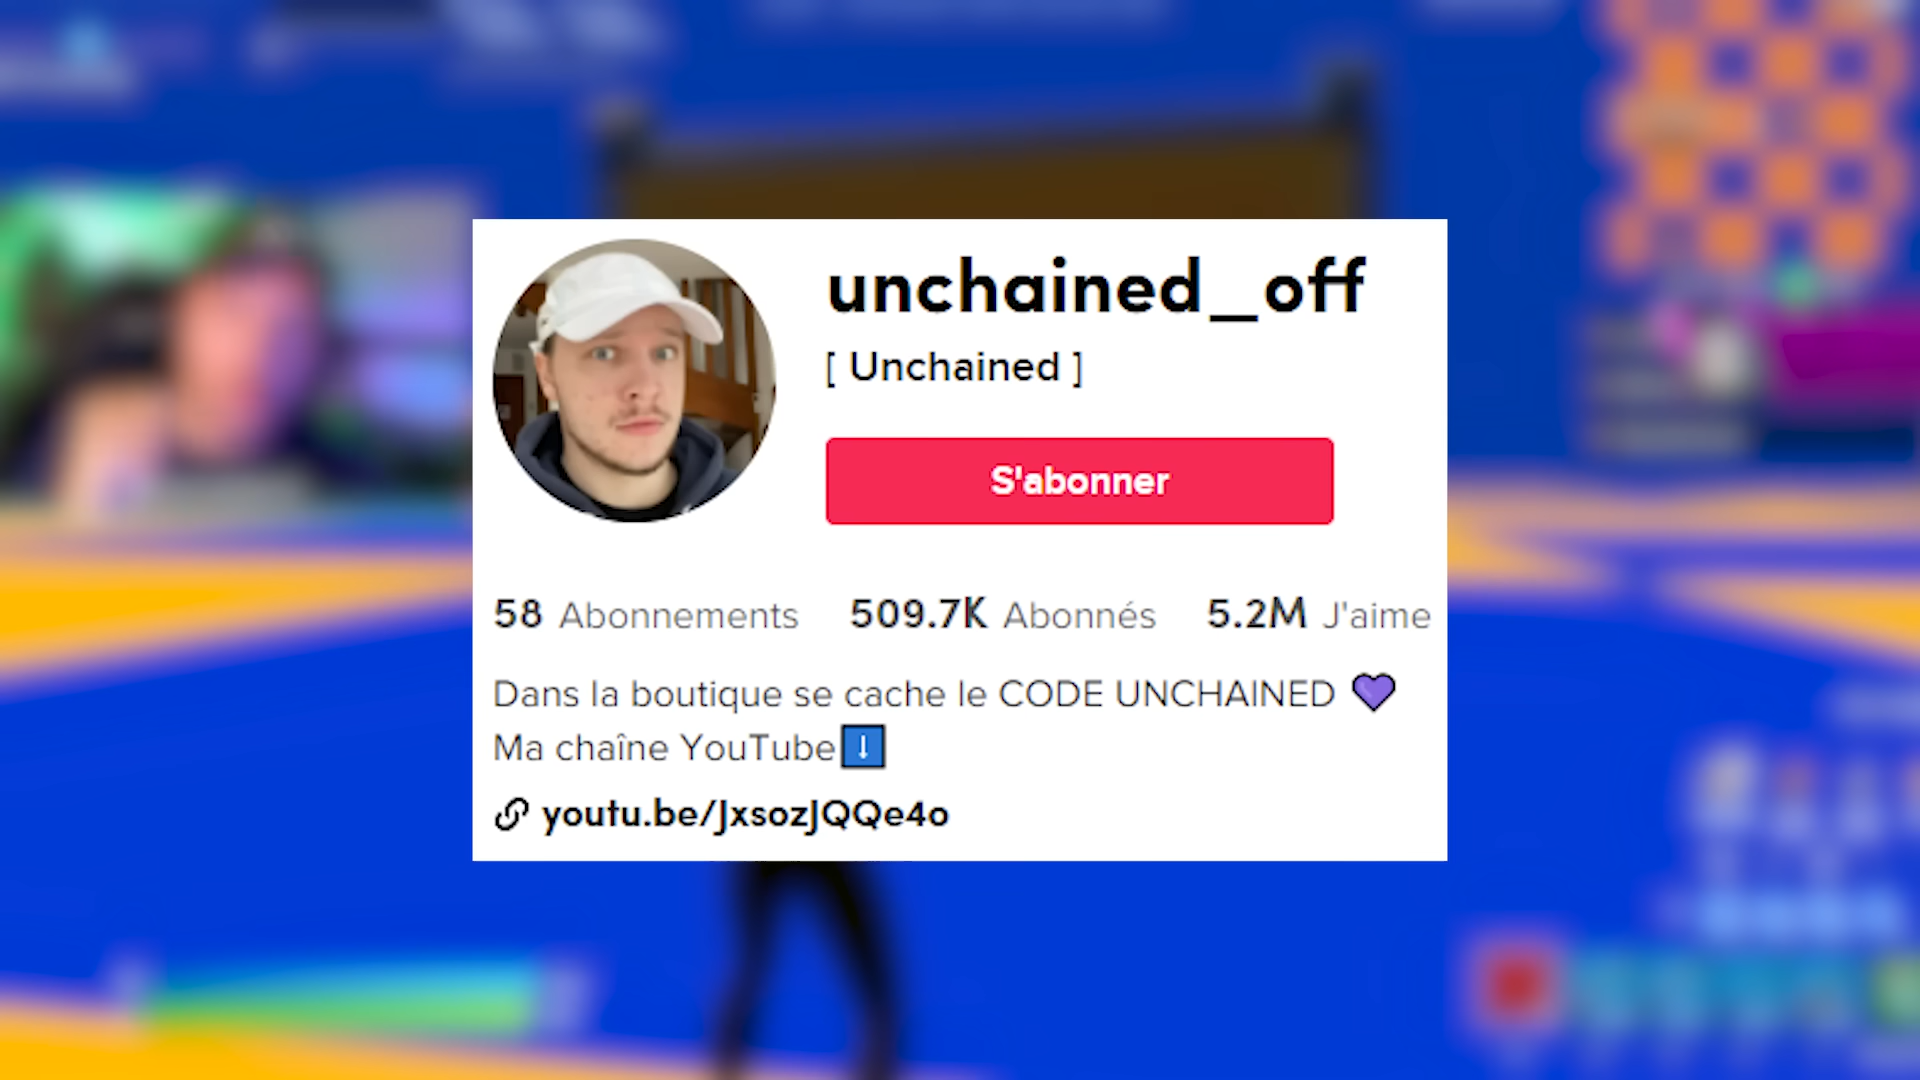 unchained_off
[ Unchained ]
S'abonner
58 Abonnements 509.7K Abonnés 5.2M J'aime
Dans la boutique se cache le CODE UNCHAINED 💜
Ma chaîne YouTube⬇️
youtu.be/JxsozJQQe4o